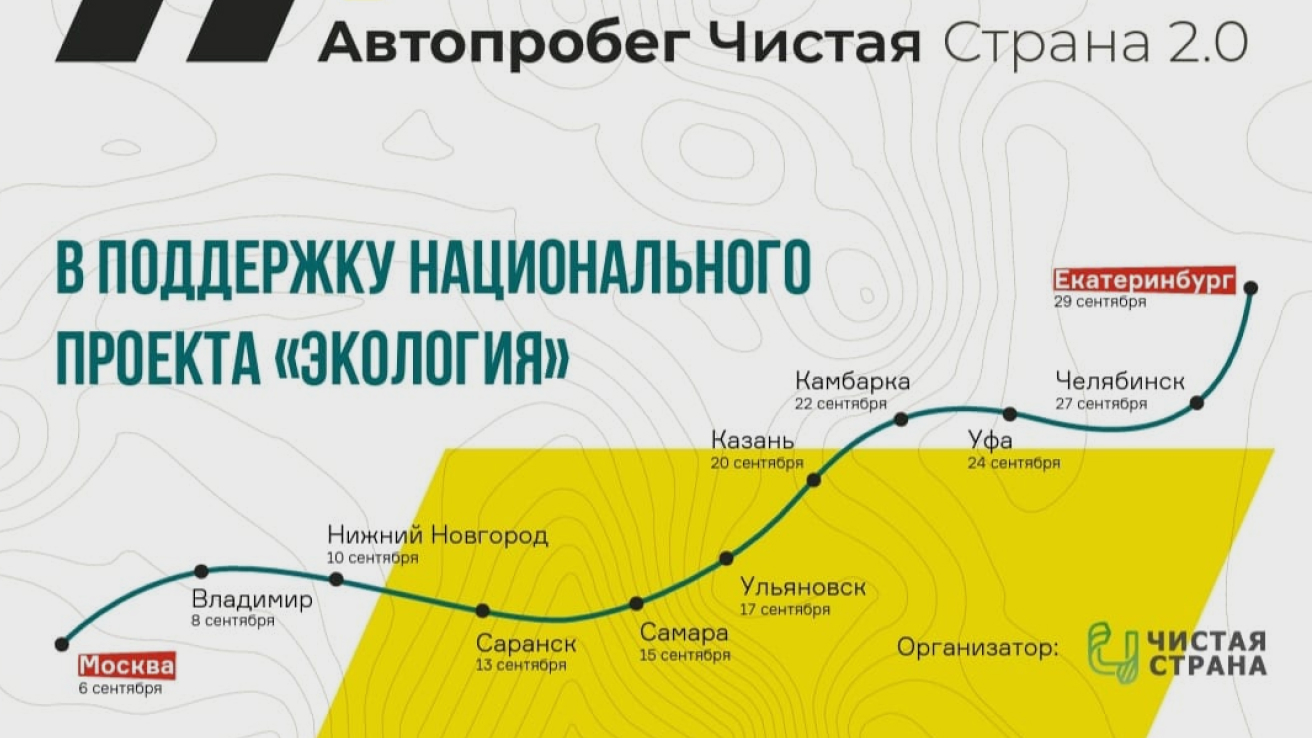 Автопробег Чистая Страна 2.0
В ПОДДЕРЖКУ НАЦИОНАЛЬНОГО
ПРОЕКТА «ЭКОЛОГИЯ»
Москва
6 сентября
Владимир
8 сентября
Нижний Новгород
10 сентября
Саранск
13 сентября
Самара
15 сентября
Ульяновск
17 сентября
Казань
20 сентября
Камбарка
22 сентября
Уфа
24 сентября
Челябинск
27 сентября
Екатеринбург
29 сентября
Организатор:
ЧИСТАЯ
СТРАНА